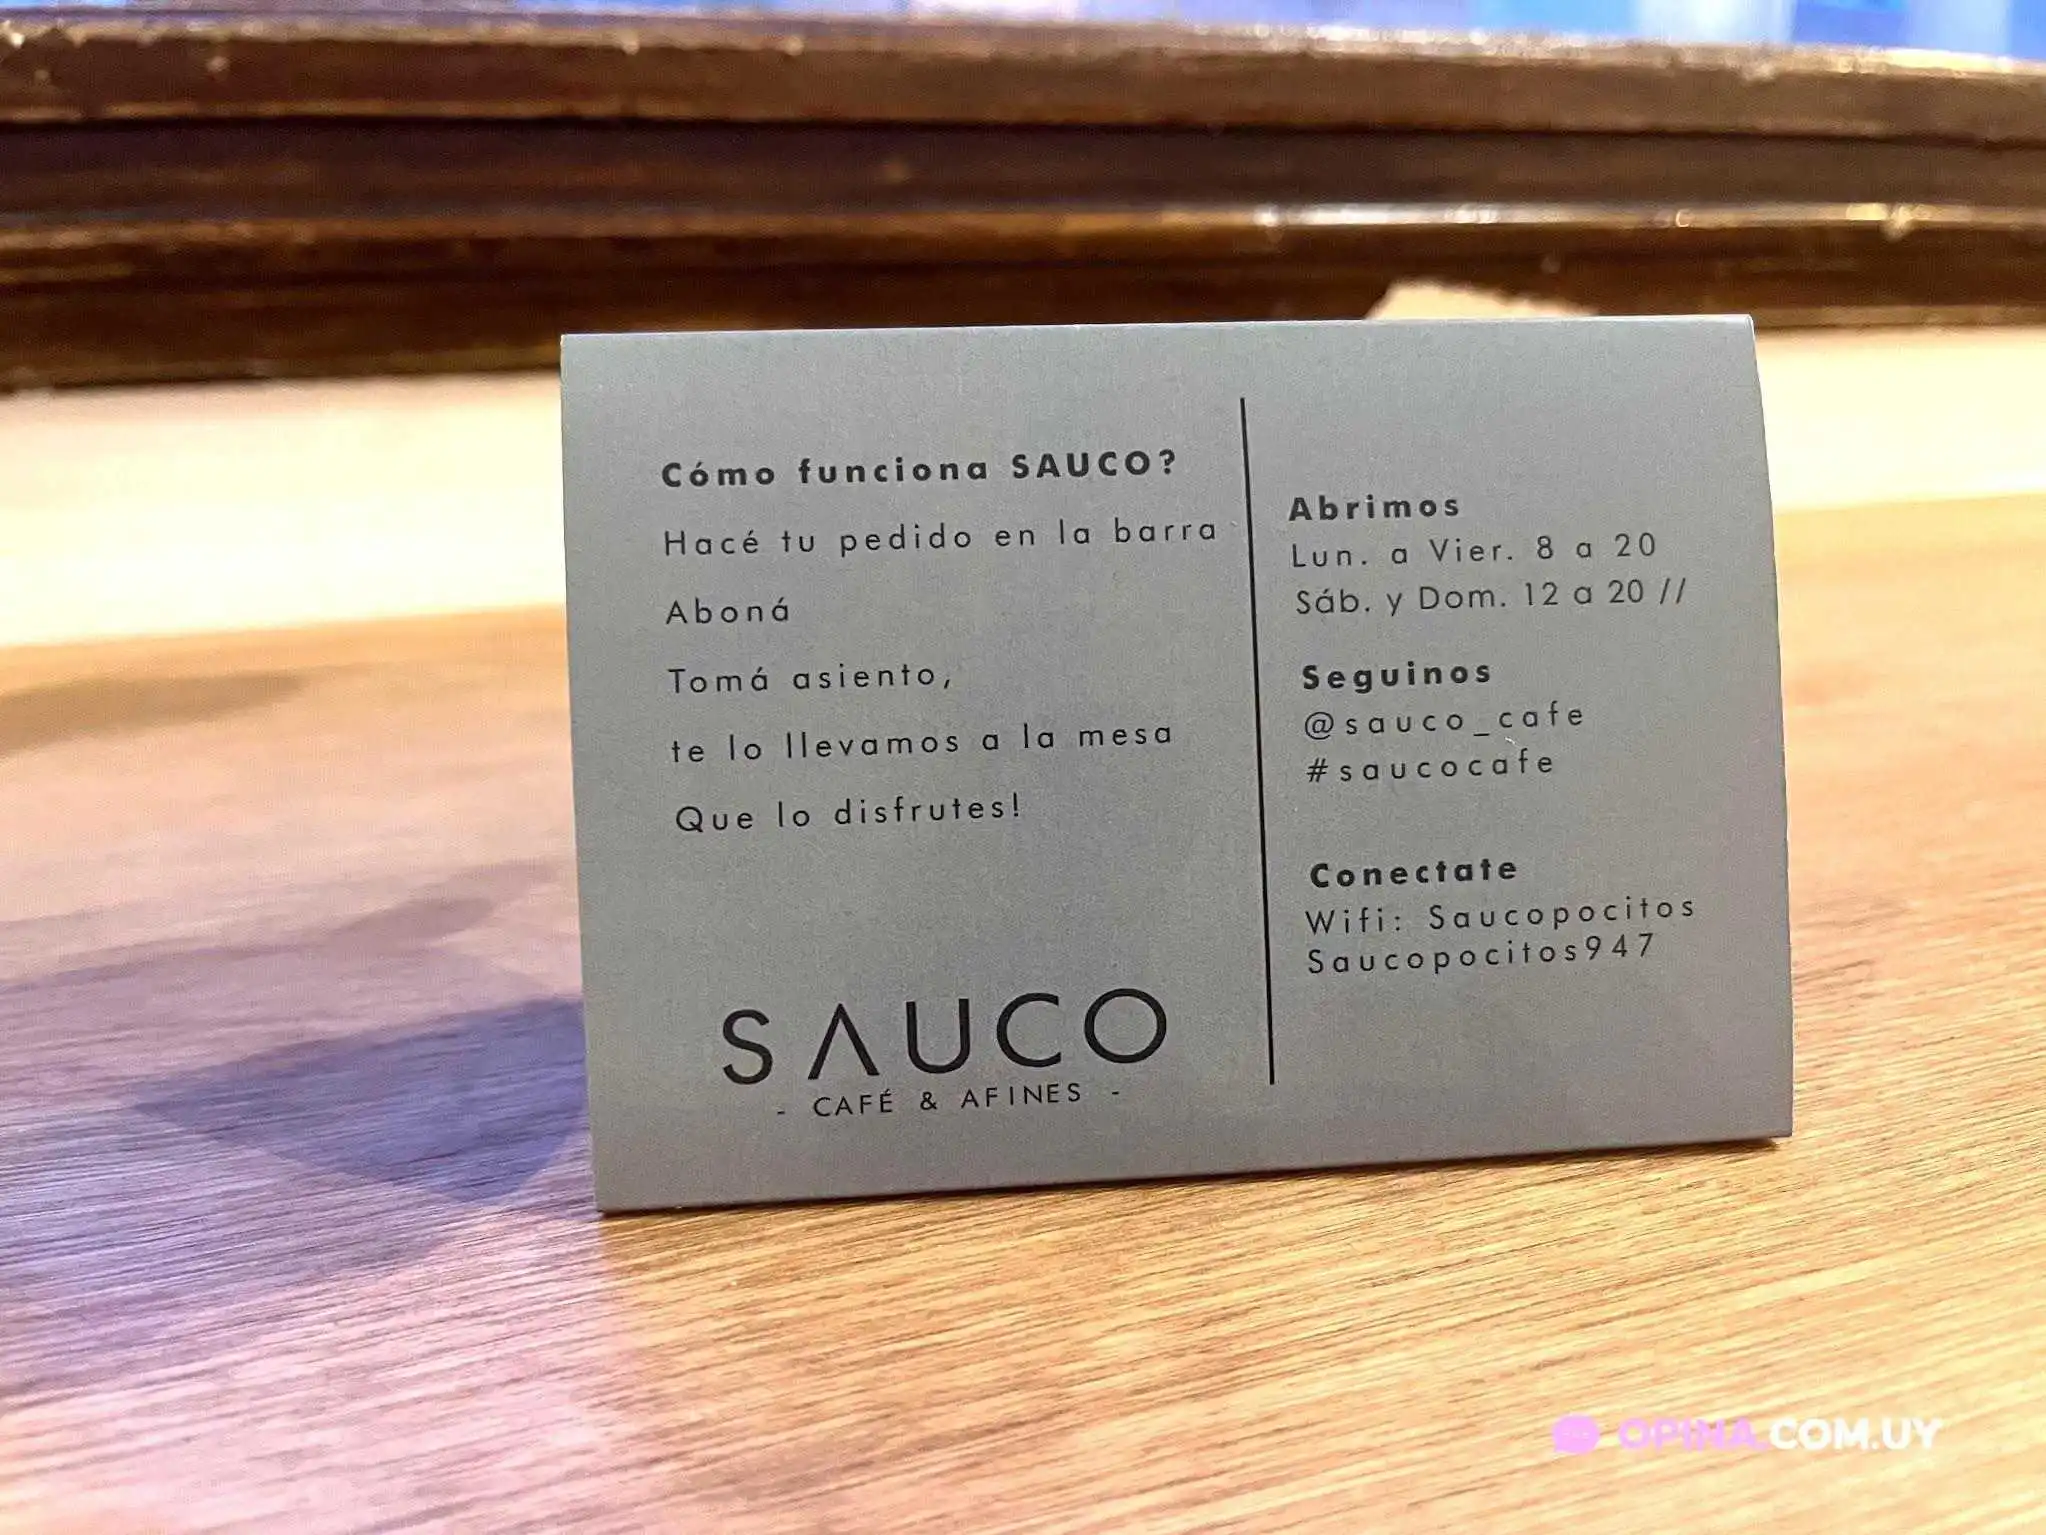 Cómo funciona SAUCO?
Hacé tu pedido en la barra
Aboná
Tomá asiento,
te lo llevamos a la mesa
Que lo disfrutes!
SAUCO
- CAFÉ & AFINES -
Abrimos
Lun. a Vier. 8 a 20
Sáb. y Dom. 12 a 20 //
Seguinos
@sauco_cafe
#saucocafe
Conectate
Wifi: Saucopocitos
Saucopocitos947
OPINA.COM.UY